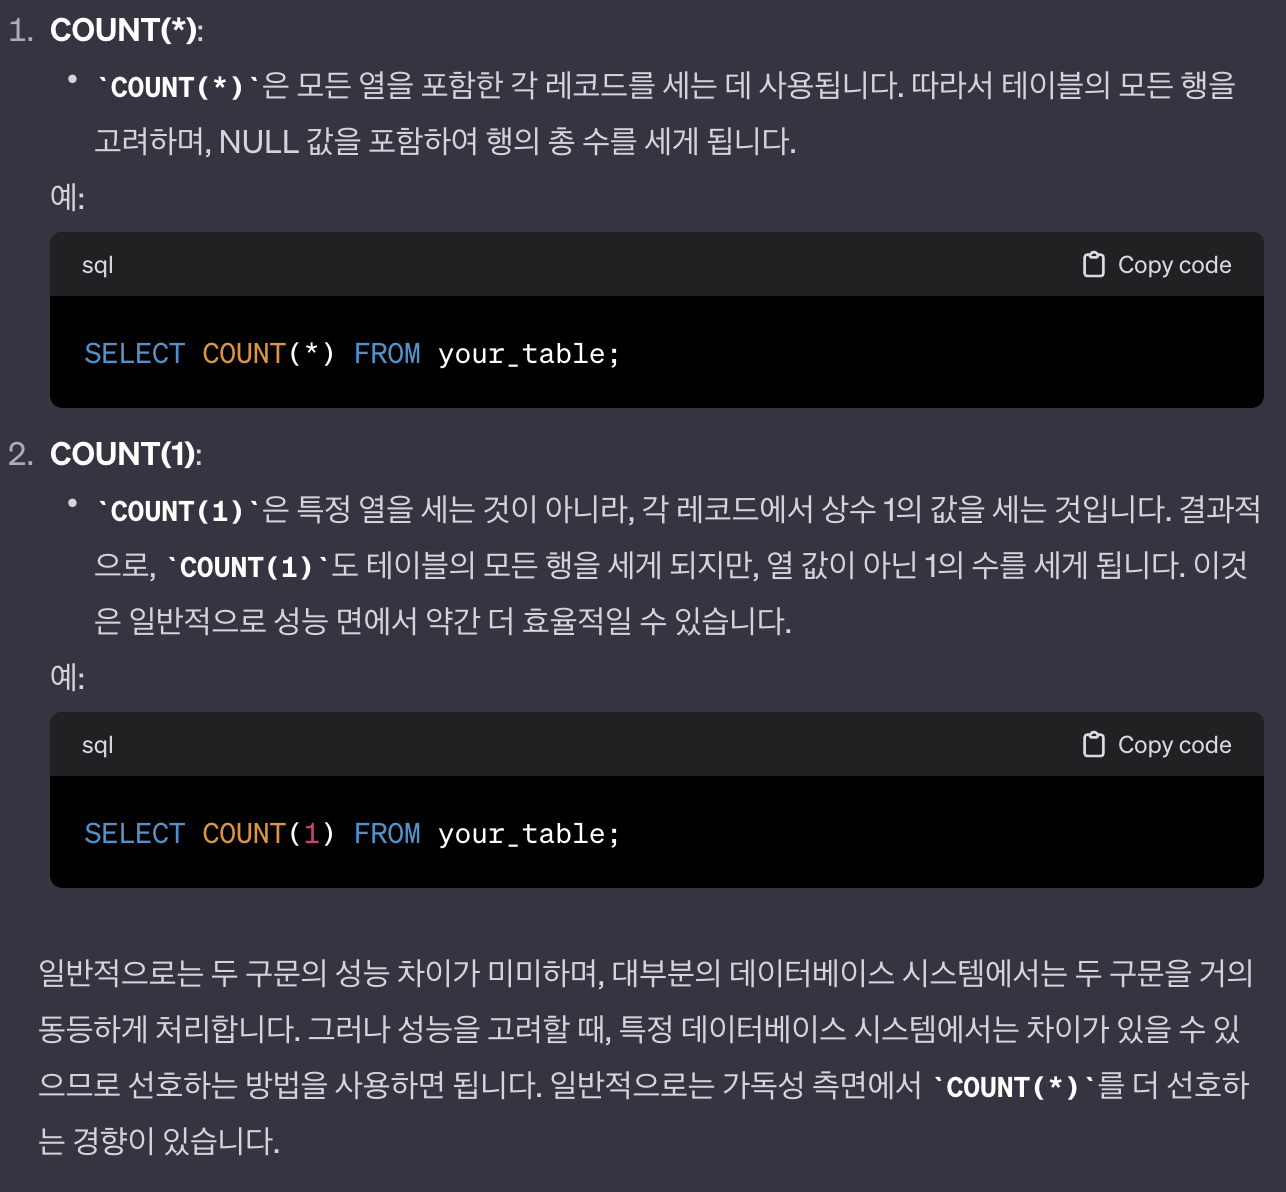 1. COUNT(*):
• `COUNT(*)`은 모든 열을 포함한 각 레코드를 세는 데 사용됩니다. 따라서 테이블의 모든 행을
고려하며, NULL 값을 포함하여 행의 총 수를 세게 됩니다.
예:
sql Copy code
SELECT COUNT(*) FROM your_table;
2. COUNT(1):
• `COUNT(1)`은 특정 열을 세는 것이 아니라, 각 레코드에서 상수 1의 값을 세는 것입니다. 결과적
으로, `COUNT(1)`도 테이블의 모든 행을 세게 되지만, 열 값이 아닌 1의 수를 세게 됩니다. 이것
은 일반적으로 성능 면에서 약간 더 효율적일 수 있습니다.
예:
sql Copy code
SELECT COUNT(1) FROM your_table;
일반적으로는 두 구문의 성능 차이가 미미하며, 대부분의 데이터베이스 시스템에서는 두 구문을 거의
동등하게 처리합니다. 그러나 성능을 고려할 때, 특정 데이터베이스 시스템에서는 차이가 있을 수 있
으므로 선호하는 방법을 사용하면 됩니다. 일반적으로는 가독성 측면에서 `COUNT(*)`를 더 선호하
는 경향이 있습니다.